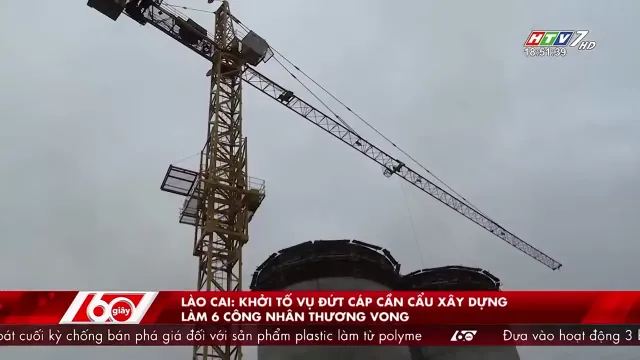 HTV7 HD
18:51:39
60 giây
LÀO CAI: KHỞI TỐ VỤ ĐỨT CÁP CẦN CẨU XÂY DỰNG
LÀM 6 CÔNG NHÂN THƯƠNG VONG
oát cuối kỳ chống bán phá giá đối với sản phẩm plastic làm từ polyme 60 Đưa vào hoạt động 3